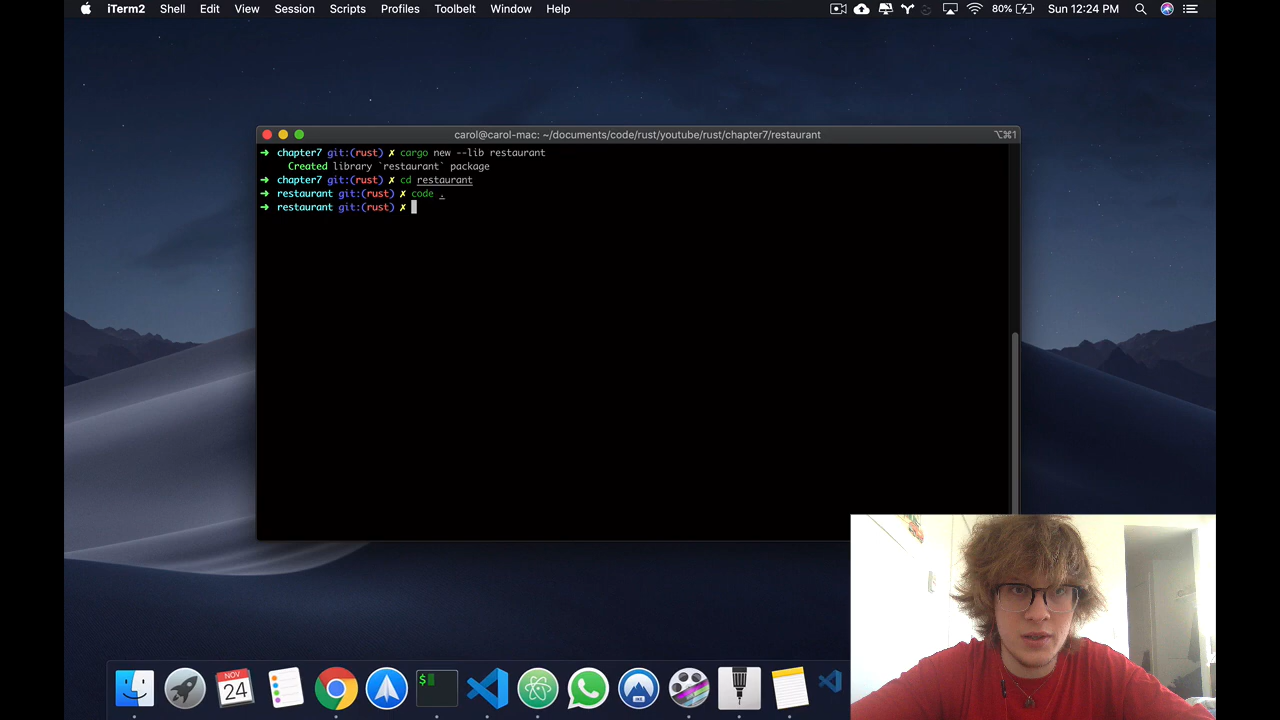 iTerm2 Shell Edit View Session Scripts Profiles Toolbelt Window Help 80% Sun 12:24 PM
carol@carol-mac: ~/documents/code/rust/youtube/rust/chapter7/restaurant ⌥⌘1
➜ chapter7 git:(rust) ✗ cargo new --lib restaurant
Created library `restaurant` package
➜ chapter7 git:(rust) ✗ cd restaurant
➜ restaurant git:(rust) ✗ code .
➜ restaurant git:(rust) ✗
NOV
24
$
ME